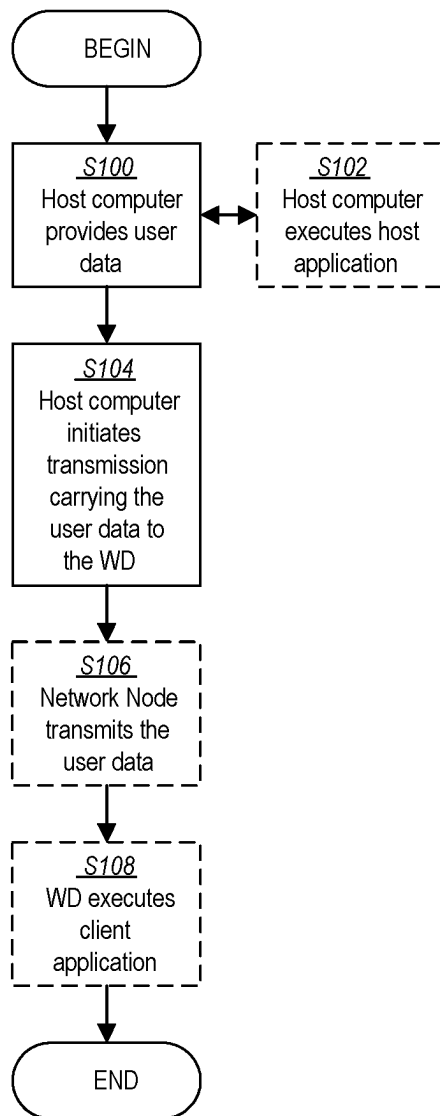 BEGIN
S100
Host computer
provides user
data
S102
Host computer
executes host
application
S104
Host computer
initiates
transmission
carrying the
user data to
the WD
S106
Network Node
transmits the
user data
S108
WD executes
client
application
END